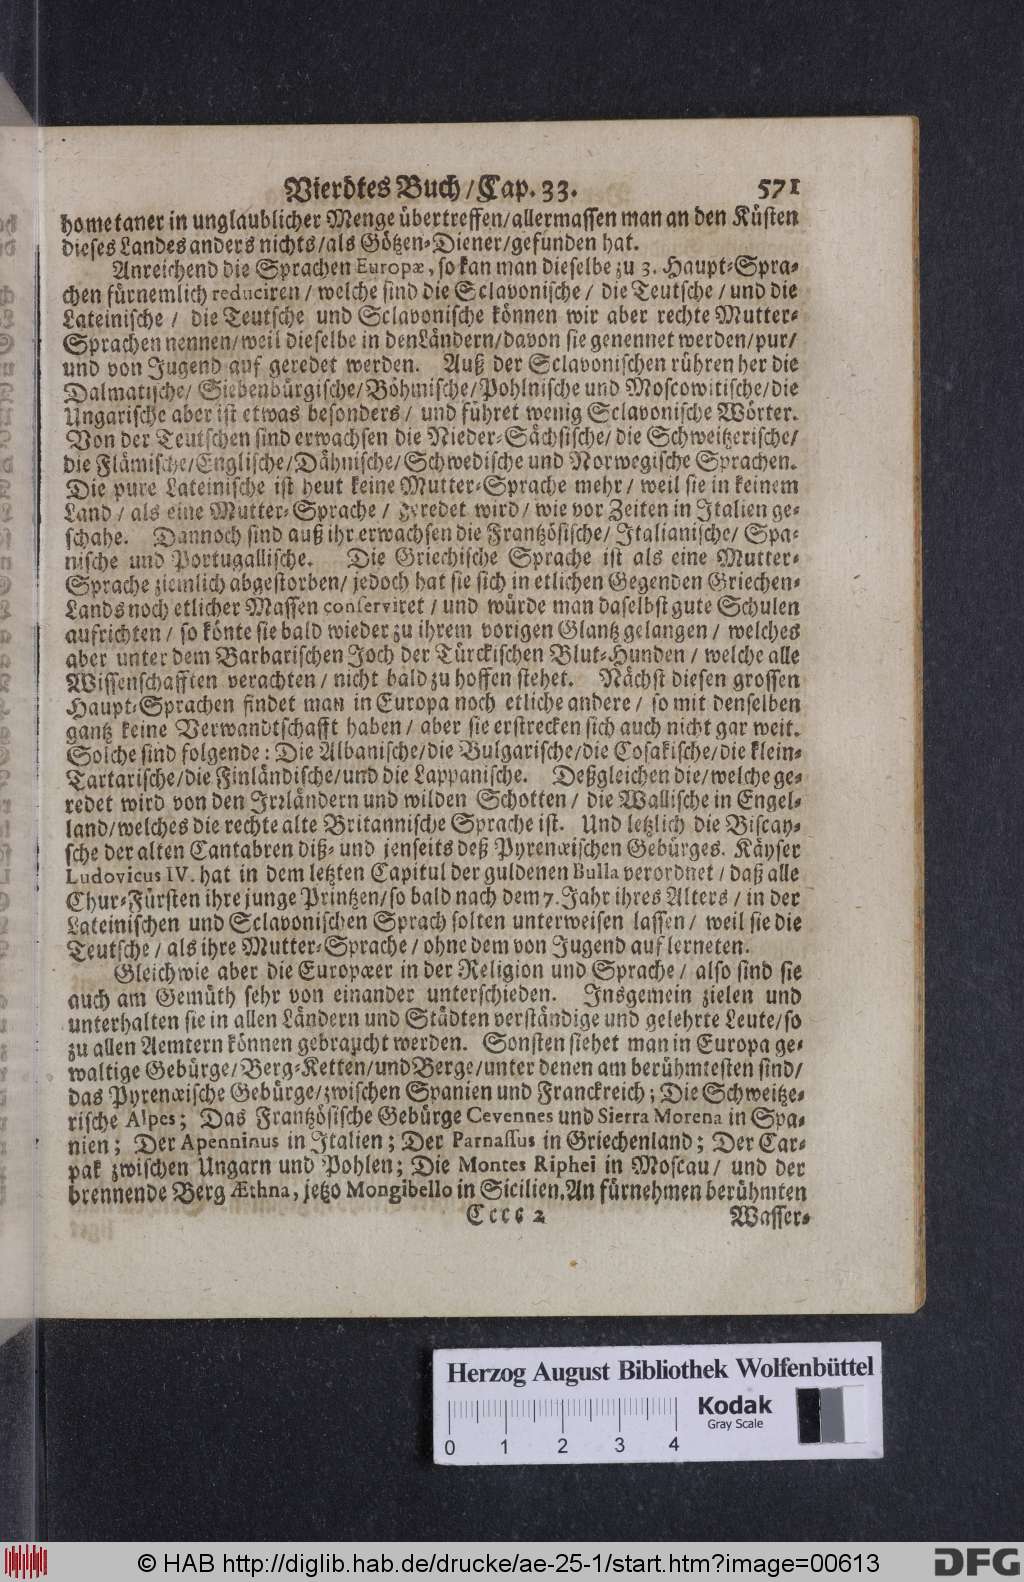 Vierdtes Buch / Cap. 33. 571
hometaner in unglaublicher Menge übertreffen / allermassen man an den Küsten
dieses Landes anders nichts / als Götzen-Diener / gefunden hat.
Anreichend die Sprachen Europæ, so kan man dieselbe zu 3. Haupt-Spra-
chen fürnemlich reduciren / welche sind die Sclavonische / die Teutsche / und die
Lateinische / die Teutsche und Sclavonische können wir aber rechte Mutter-
Sprachen nennen / weil dieselbe in den Ländern / davon sie genennet werden / pur /
und von Jugend auf geredet werden. Auß der Sclavonischen rühren her die
Dalmatische / Siebenbürgische / Böhmische / Pohlnische und Moscowitische / die
Ungarische aber ist etwas besonders / und führet wenig Sclavonische Wörter.
Von der Teutschen sind erwachsen die Nieder-Sächsische / die Schweitzerische /
die Flämische / Englische / Dähnische / Schwedische und Norwegische Sprachen.
Die pure Lateinische ist heut keine Mutter-Sprache mehr / weil sie in keinem
Land / als eine Mutter-Sprache / geredet wird / wie vor Zeiten in Italien ge-
schahe. Dannoch sind auß ihr erwachsen die Frantzösische / Italianische / Spa-
nische und Portugallische. Die Griechische Sprache ist als eine Mutter-
Sprache ziemlich abgestorben / jedoch hat sie sich in etlichen Gegenden Griechen-
Lands noch etlicher Massen conserviret / und würde man daselbst gute Schulen
aufrichten / so könte sie bald wieder zu ihrem vorigen Glantz gelangen / welches
aber unter dem Barbarischen Joch der Türckischen Blut-Hunden / welche alle
Wissenschafften verachten / nicht bald zu hoffen stehet. Nächst diesen grossen
Haupt-Sprachen findet man in Europa noch etliche andere / so mit denselben
gantz keine Verwandtschafft haben / aber sie erstrecken sich auch nicht gar weit.
Solche sind folgende: Die Albanische / die Bulgarische / die Cosakische / die klein-
Tartarische / die Finländische / und die Lappanische. Deßgleichen die / welche ge-
redet wird von den Irrländern und wilden Schotten / die Wallische in Engel-
land / welches die rechte alte Britannische Sprache ist. Und letzlich die Biscay-
sche der alten Cantabren diß- und jenseits deß Pyrenæischen Gebürges. Käyser
Ludovicus IV. hat in dem letzten Capitul der guldenen Bulla verordnet / daß alle
Chur-Fürsten ihre junge Printzen / so bald nach dem 7. Jahr ihres Alters / in der
Lateinischen und Sclavonischen Sprach solten unterweisen lassen / weil sie die
Teutsche / als ihre Mutter-Sprache / ohne dem von Jugend auf lerneten.
Gleichwie aber die Europæer in der Religion und Sprache / also sind sie
auch am Gemüth sehr von einander unterschieden. Insgemein zielen und
unterhalten sie in allen Ländern und Städten verständige und gelehrte Leute / so
zu allen Aemtern können gebraucht werden. Sonsten siehet man in Europa ge-
waltige Gebürge / Berg-Ketten / und Berge / unter denen am berühmtesten sind /
das Pyrenæische Gebürge / zwischen Spanien und Franckreich; Die Schweitze-
rische Alpes; Das Frantzösische Gebürge Cevennes und Sierra Morena in Spa-
nien; Der Apenninus in Italien; Der Parnassus in Griechenland; Der Car-
pak zwischen Ungarn und Pohlen; Die Montes Riphei in Moscau / und der
brennende Berg Æthna, jetzo Mongibello in Sicilien. An fürnehmen berühmten
Cccc 2 Wasser-
Herzog August Bibliothek Wolfenbüttel
Kodak
Gray Scale
0 1 2 3 4
© HAB http://diglib.hab.de/drucke/ae-25-1/start.htm?image=00613
DFG